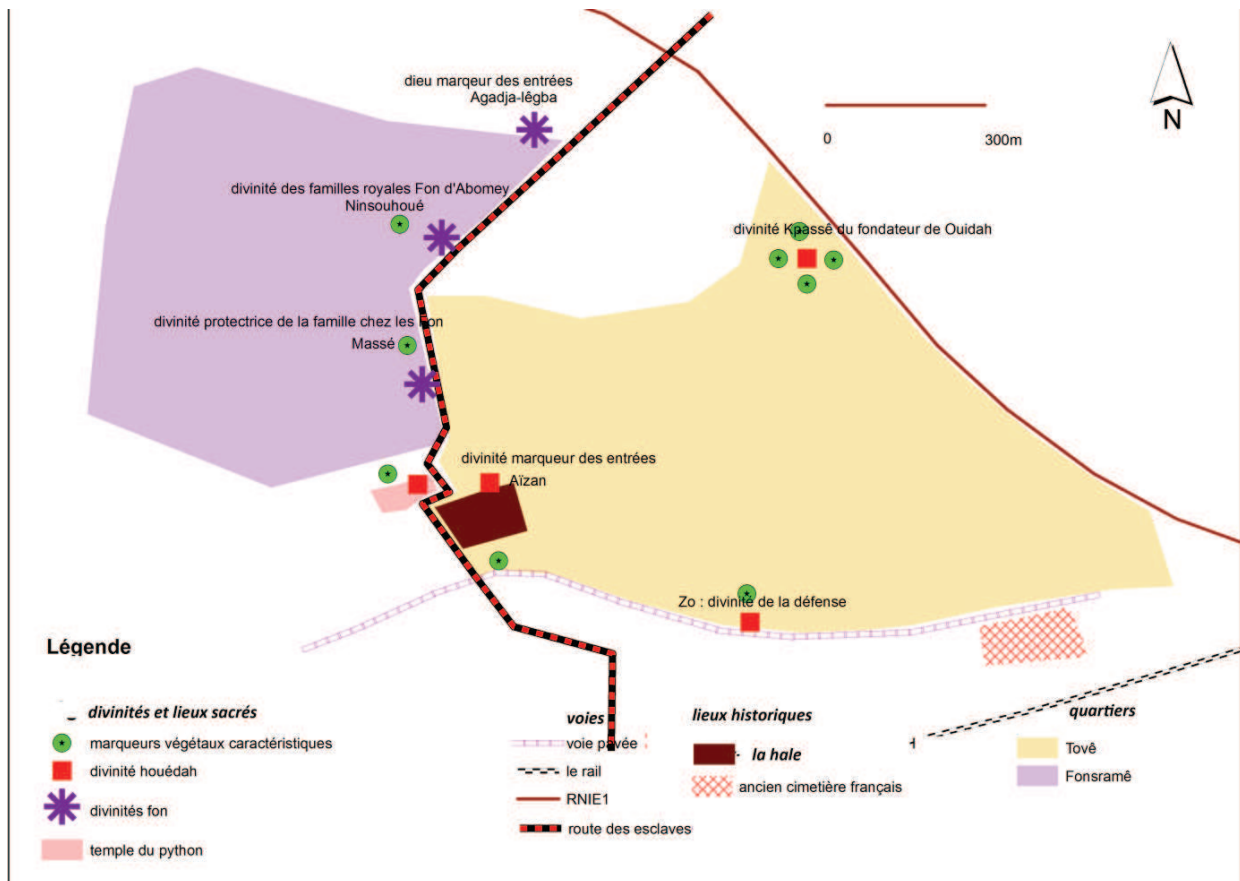 dieu marqeur des entrées
Agadja-lêgba
N
0 300m
divinité des familles royales Fon d'Abomey
Ninsouhoué
divinité Kpassê du fondateur de Ouidah
divinité protectrice de la famille chez les Fon
Massé
divinité marqueur des entrées
Aïzan
Zo : divinité de la défense
Légende
divinités et lieux sacrés
marqueurs végétaux caractéristiques
divinité houédah
divinités fon
temple du python
voies
voie pavée
le rail
RNIE1
route des esclaves
lieux historiques
la hale
ancien cimetière français
quartiers
Tovê
Fonsramê